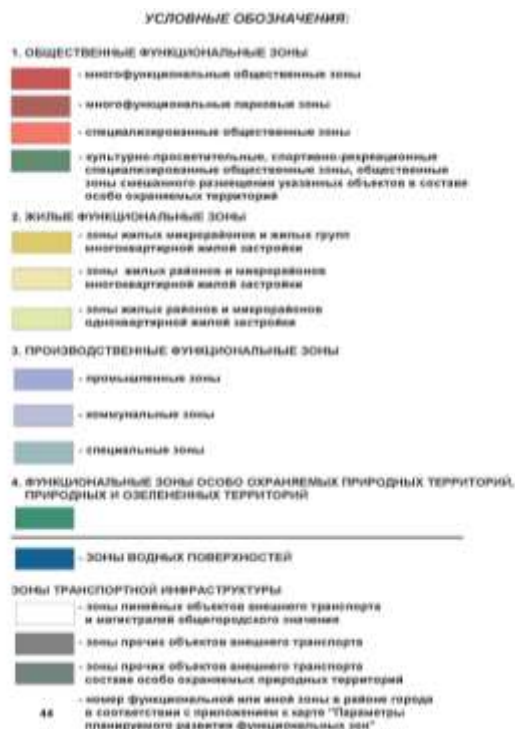 УСЛОВНЫЕ ОБОЗНАЧЕНИЯ:
1. ОБЩЕСТВЕННЫЕ ФУНКЦИОНАЛЬНЫЕ ЗОНЫ
- многофункциональные общественные зоны
- многофункциональные парковые зоны
- специализированные общественные зоны
- культурно-просветительные, спортивно-рекреационные
специализированные общественные зоны, общественные
зоны смешанного размещения указанных объектов в составе
особо охраняемых территорий
2. ЖИЛЫЕ ФУНКЦИОНАЛЬНЫЕ ЗОНЫ
- зоны жилых микрорайонов и жилых групп
многоквартирной жилой застройки
- зоны жилых районов и микрорайонов
многоквартирной жилой застройки
- зоны жилых районов и микрорайонов
одноквартирной жилой застройки
3. ПРОИЗВОДСТВЕННЫЕ ФУНКЦИОНАЛЬНЫЕ ЗОНЫ
- промышленные зоны
- коммунальные зоны
- специальные зоны
4. ФУНКЦИОНАЛЬНЫЕ ЗОНЫ ОСОБО ОХРАНЯЕМЫХ ПРИРОДНЫХ ТЕРРИТОРИЙ,
ПРИРОДНЫХ И ОЗЕЛЕНЕННЫХ ТЕРРИТОРИЙ
- ЗОНЫ ВОДНЫХ ПОВЕРХНОСТЕЙ
ЗОНЫ ТРАНСПОРТНОЙ ИНФРАСТРУКТУРЫ
- зоны линейных объектов внешнего транспорта
и магистралей общегородского значения
- зоны прочих объектов внешнего транспорта
- зоны прочих объектов внешнего транспорта
составе особо охраняемых природных территорий
44 - номер функциональной или иной зоны в районе города
в соответствии с приложением к карте "Параметры
планируемого развития функциональных зон"